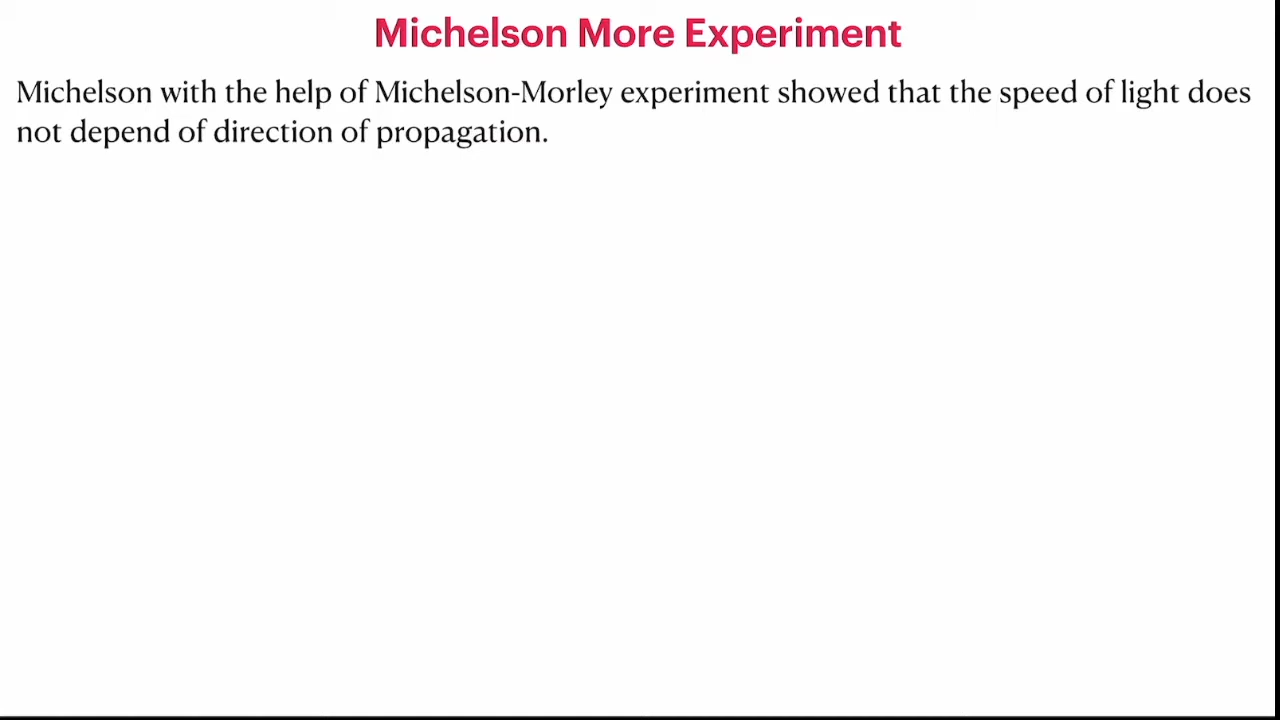 Michelson More Experiment
Michelson with the help of Michelson-Morley experiment showed that the speed of light does
not depend of direction of propagation.